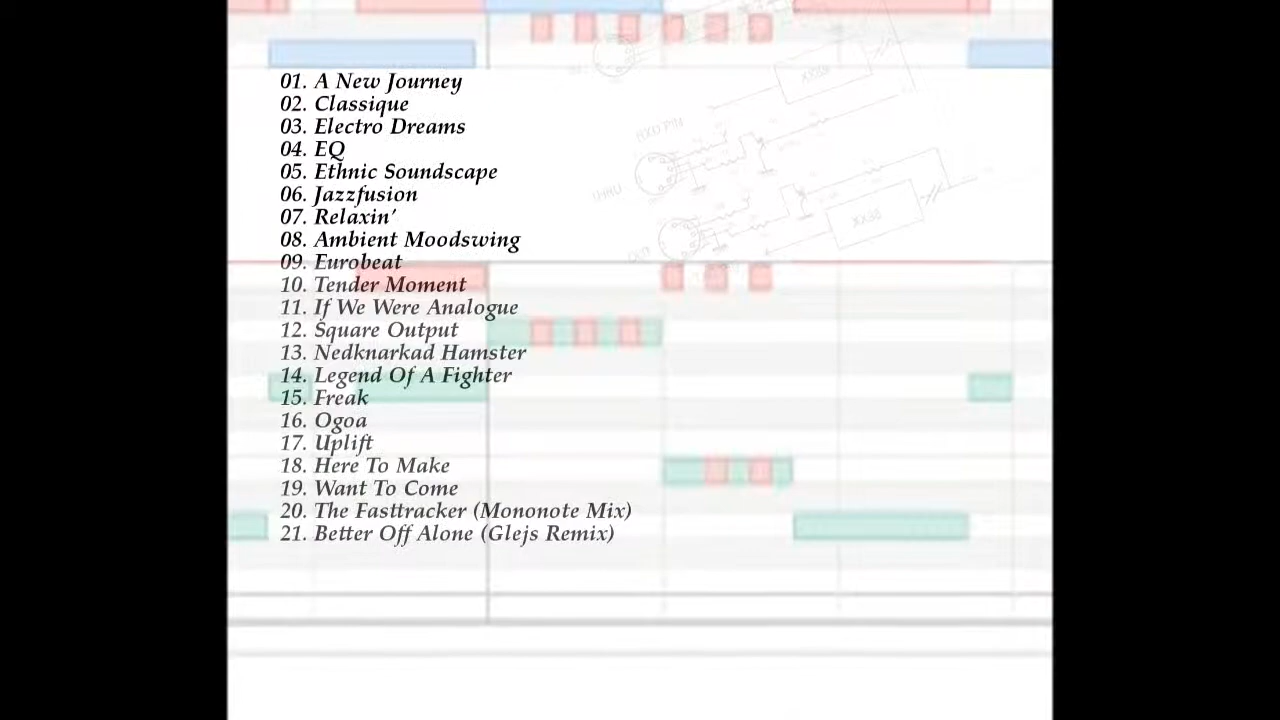 01. A New Journey
02. Classique
03. Electro Dreams
04. EQ
05. Ethnic Soundscape
06. Jazzfusion
07. Relaxin'
08. Ambient Moodswing
09. Eurobeat
10. Tender Moment
11. If We Were Analogue
12. Square Output
13. Nedknarkad Hamster
14. Legend Of A Fighter
15. Freak
16. Ogoa
17. Uplift
18. Here To Make
19. Want To Come
20. The Fasttracker (Mononote Mix)
21. Better Off Alone (Glejs Remix)